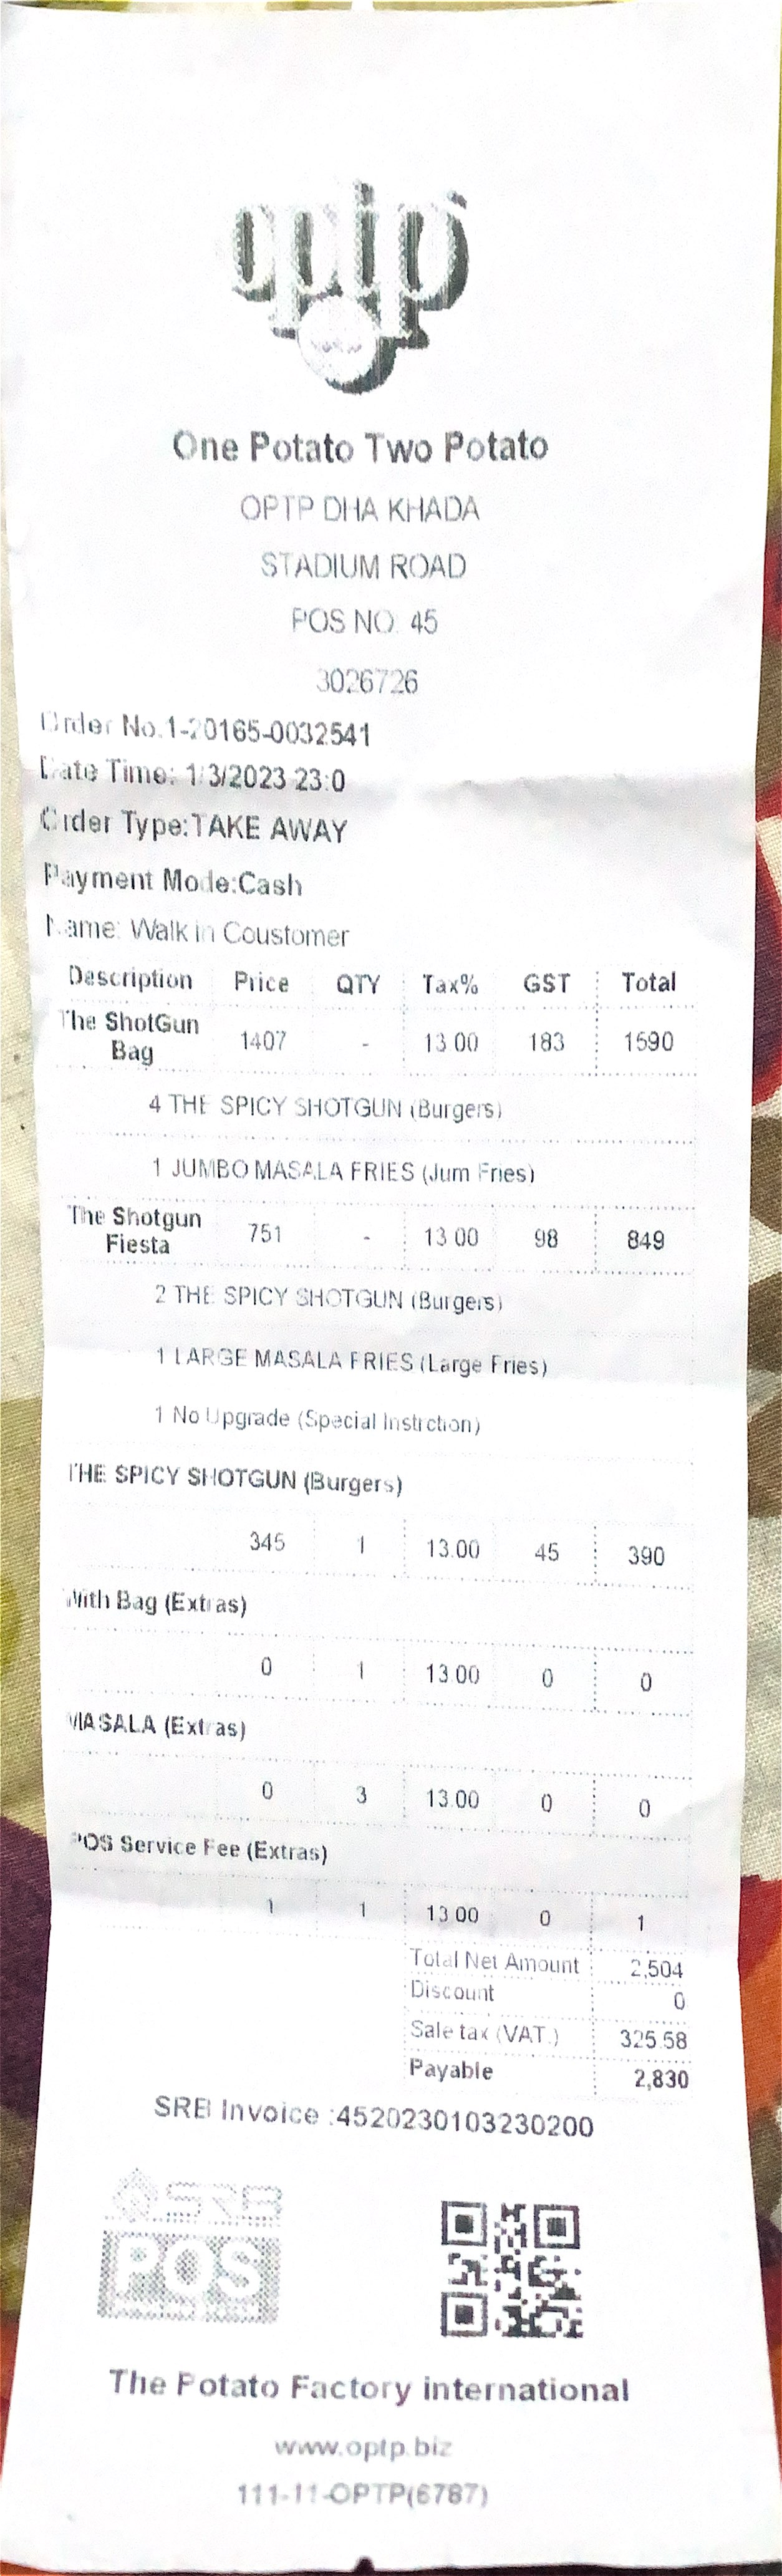 optp
One Potato Two Potato
OPTP DHA KHADA
STADIUM ROAD
POS NO. 45
3026726
Order No.1-20165-0032541
Date Time: 1/3/2023 23:0
Order Type:TAKE AWAY
Payment Mode:Cash
Name: Walk in Coustomer
Description Price QTY Tax% GST Total
The ShotGun Bag 1407 - 13.00 183 1590
4 THE SPICY SHOTGUN (Burgers)
1 JUMBO MASALA FRIES (Jum Fries)
The Shotgun Fiesta 751 - 13.00 98 849
2 THE SPICY SHOTGUN (Burgers)
1 LARGE MASALA FRIES (Large Fries)
1 No Upgrade (Special Instrction)
THE SPICY SHOTGUN (Burgers)
345 1 13.00 45 390
With Bag (Extras)
0 1 13.00 0 0
MASALA (Extras)
0 3 13.00 0 0
POS Service Fee (Extras)
1 1 13.00 0 1
Total Net Amount 2,504
Discount 0
Sale tax (VAT.) 325.58
Payable 2,830
SRB Invoice :4520230103230200
SRB
POS
The Potato Factory international
www.optp.biz
111-11-OPTP(6787)